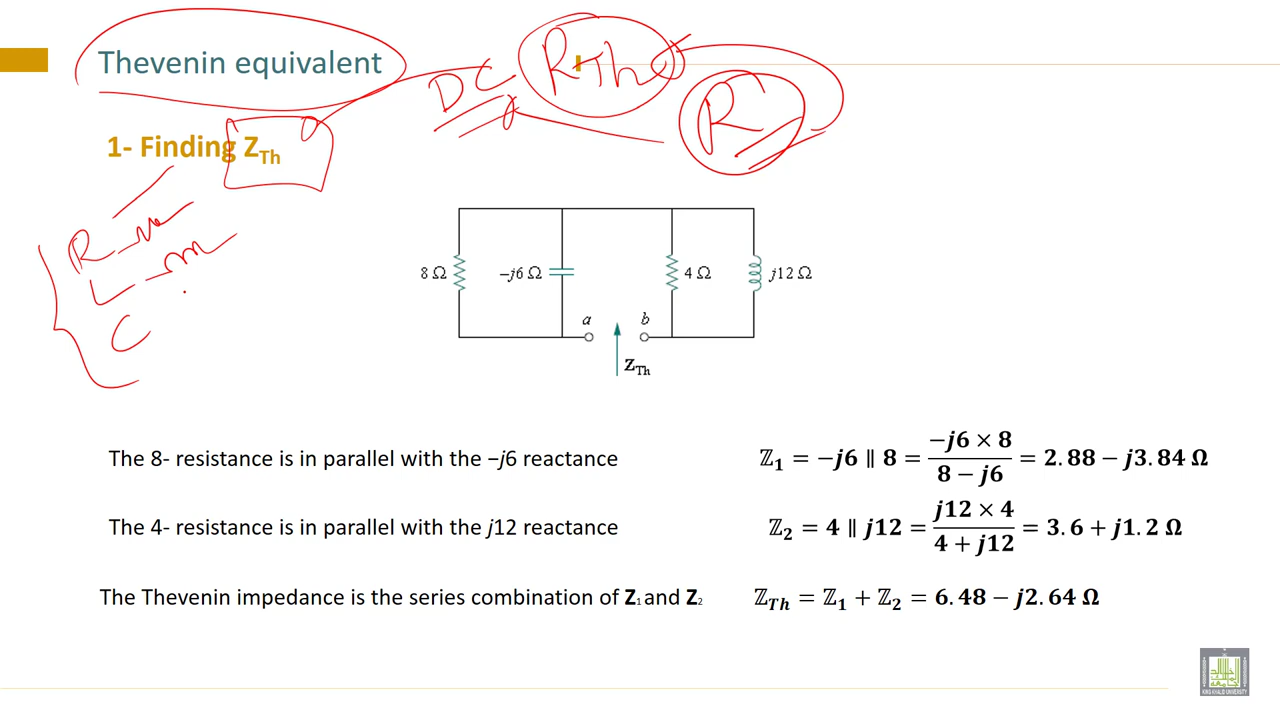 Thevenin equivalent
DC RTh
R
1- Finding Z_Th
R
L
C
8 Ω
−j6 Ω
4 Ω
j12 Ω
a
b
Z_Th
The 8- resistance is in parallel with the −j6 reactance
ℤ₁ = −j6 ∥ 8 = (−j6 × 8)/(8 − j6) = 2.88 − j3.84 Ω
The 4- resistance is in parallel with the j12 reactance
ℤ₂ = 4 ∥ j12 = (j12 × 4)/(4 + j12) = 3.6 + j1.2 Ω
The Thevenin impedance is the series combination of Z₁ and Z₂
ℤ_Th = ℤ₁ + ℤ₂ = 6.48 − j2.64 Ω
KING KHALID UNIVERSITY